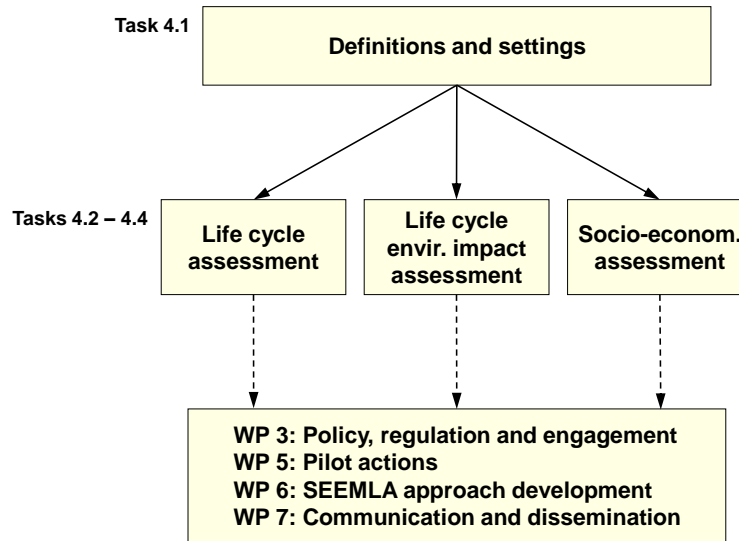 Task 4.1
Definitions and settings
Tasks 4.2 – 4.4
Life cycle
assessment
Life cycle
envir. impact
assessment
Socio-econom.
assessment
WP 3: Policy, regulation and engagement
WP 5: Pilot actions
WP 6: SEEMLA approach development
WP 7: Communication and dissemination